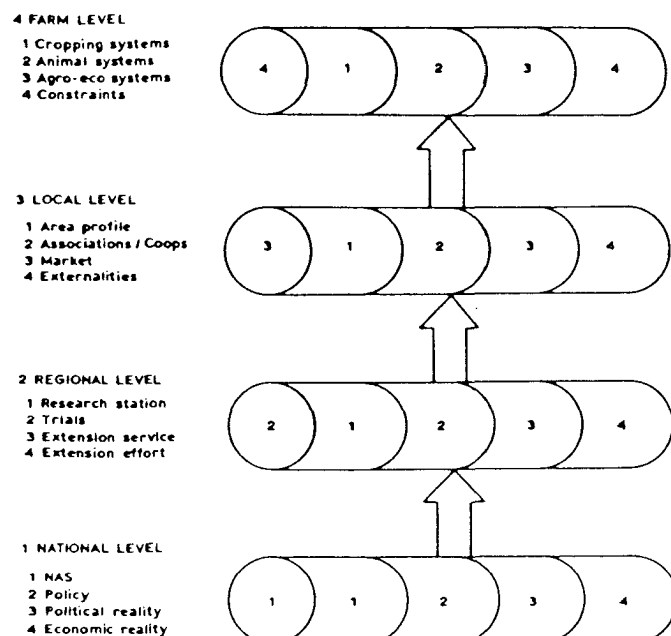 4 FARM LEVEL
1 Cropping systems
2 Animal systems
3 Agro-eco systems
4 Constraints
4 1 2 3 4
3 LOCAL LEVEL
1 Area profile
2 Associations/Coops
3 Market
4 Externalities
3 1 2 3 4
2 REGIONAL LEVEL
1 Research station
2 Trials
3 Extension service
4 Extension effort
2 1 2 3 4
1 NATIONAL LEVEL
1 NAS
2 Policy
3 Political reality
4 Economic reality
1 1 2 3 4